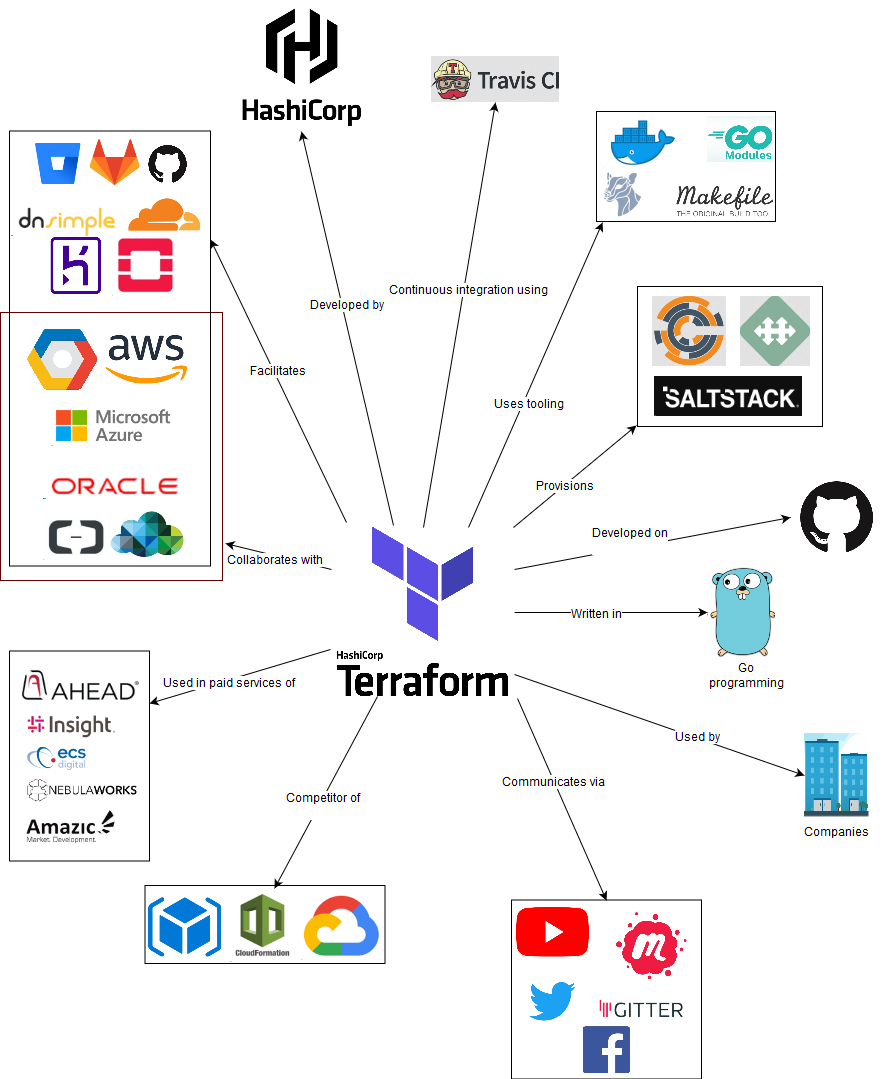 HashiCorp
Travis CI
GO
Modules
Makefile
THE ORIGINAL BUILD TOOL
dnsimple
Continuous integration using
Developed by
aws
Facilitates
Uses tooling
SALTSTACK
Microsoft
Azure
ORACLE
Provisions
Developed on
Collaborates with
Written in
HashiCorp
Terraform
Go
programming
Used in paid services of
AHEAD
Insight.
ecs
digital
NEBULAWORKS
Amazic
Market. Development.
Used by
Communicates via
Competitor of
Companies
CloudFormation
m
GITTER
f